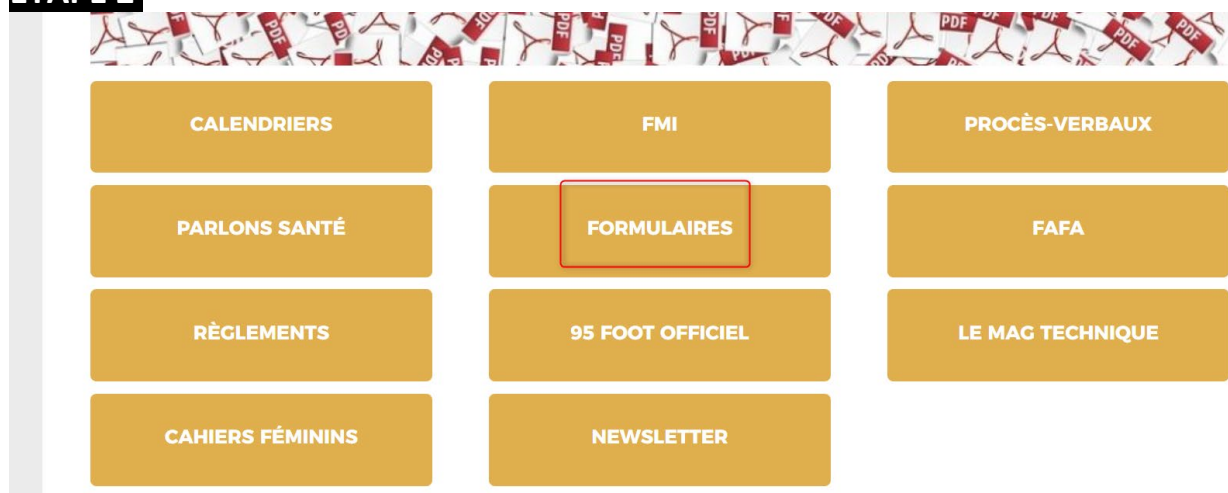 CALENDRIERS
FMI
PROCÈS-VERBAUX
PARLONS SANTÉ
FORMULAIRES
FAFA
RÈGLEMENTS
95 FOOT OFFICIEL
LE MAG TECHNIQUE
CAHIERS FÉMININS
NEWSLETTER